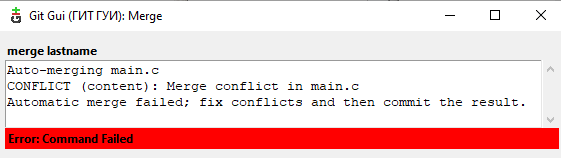 Git Gui (ГИТ ГУИ): Merge
merge lastname
Auto-merging main.c
CONFLICT (content): Merge conflict in main.c
Automatic merge failed; fix conflicts and then commit the result.
Error: Command Failed